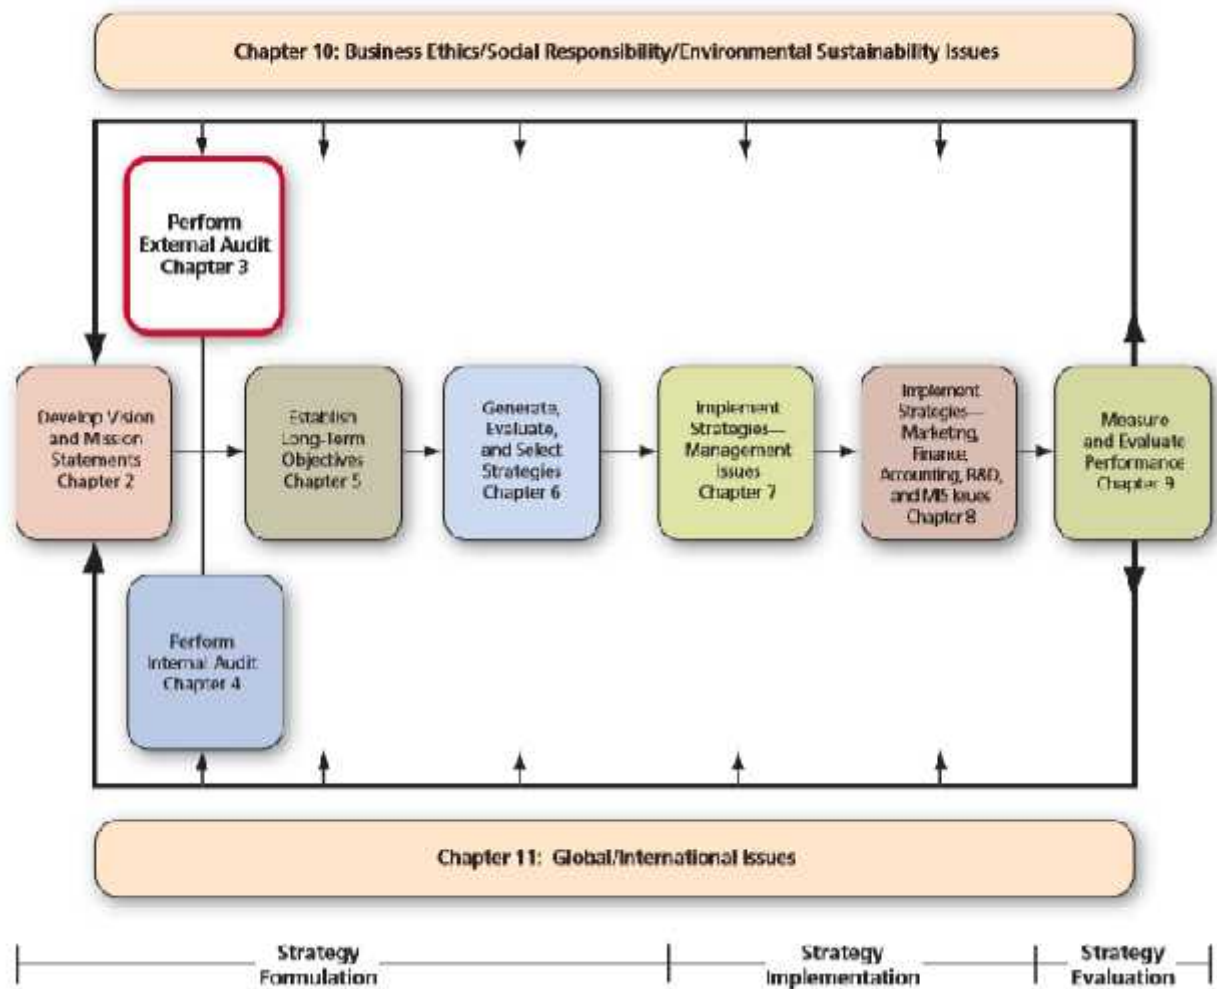 Chapter 10: Business Ethics/Social Responsibility/Environmental Sustainability Issues
Perform
External Audit
Chapter 3
Develop Vision
and Mission
Statements
Chapter 2
Establish
Long-Term
Objectives
Chapter 5
Generate,
Evaluate,
and Select
Strategies
Chapter 6
Implement
Strategies—
Management
Issues
Chapter 7
Implement
Strategies—
Marketing,
Finance,
Accounting, R&D,
and MIS Issues
Chapter 8
Measure
and Evaluate
Performance
Chapter 9
Perform
Internal Audit
Chapter 4
Chapter 11: Global/International Issues
Strategy
Formulation
Strategy
Implementation
Strategy
Evaluation